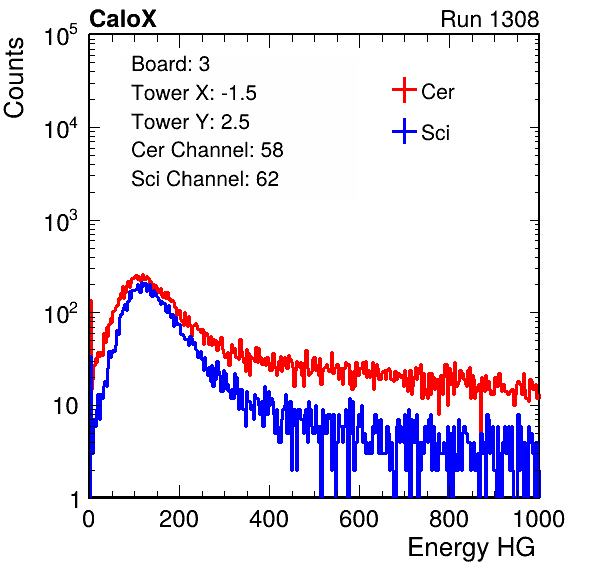 CaloX Run 1308
Counts
Board: 3
Tower X: -1.5
Tower Y: 2.5
Cer Channel: 58
Sci Channel: 62
Cer
Sci
10^5
10^4
10^3
10^2
10
1
0 200 400 600 800 1000
Energy HG